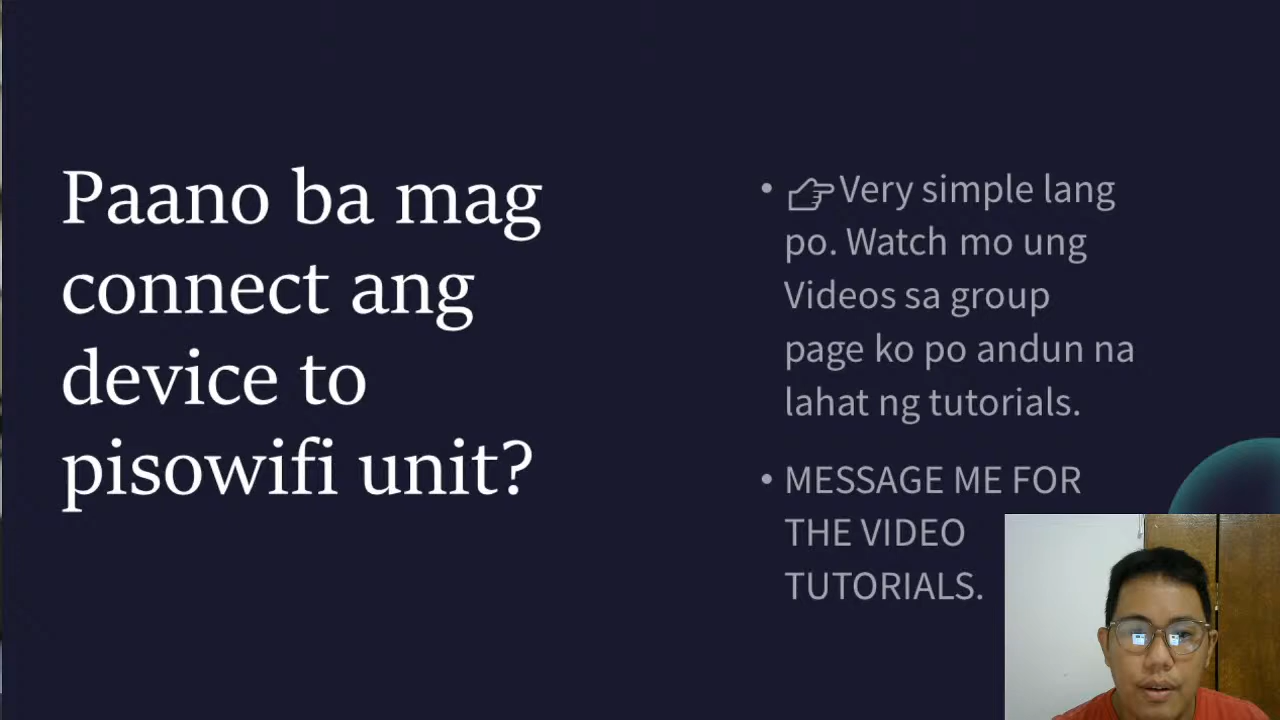 Paano ba mag
connect ang
device to
pisowifi unit?
• 👉Very simple lang
po. Watch mo ung
Videos sa group
page ko po andun na
lahat ng tutorials.
• MESSAGE ME FOR
THE VIDEO
TUTORIALS.